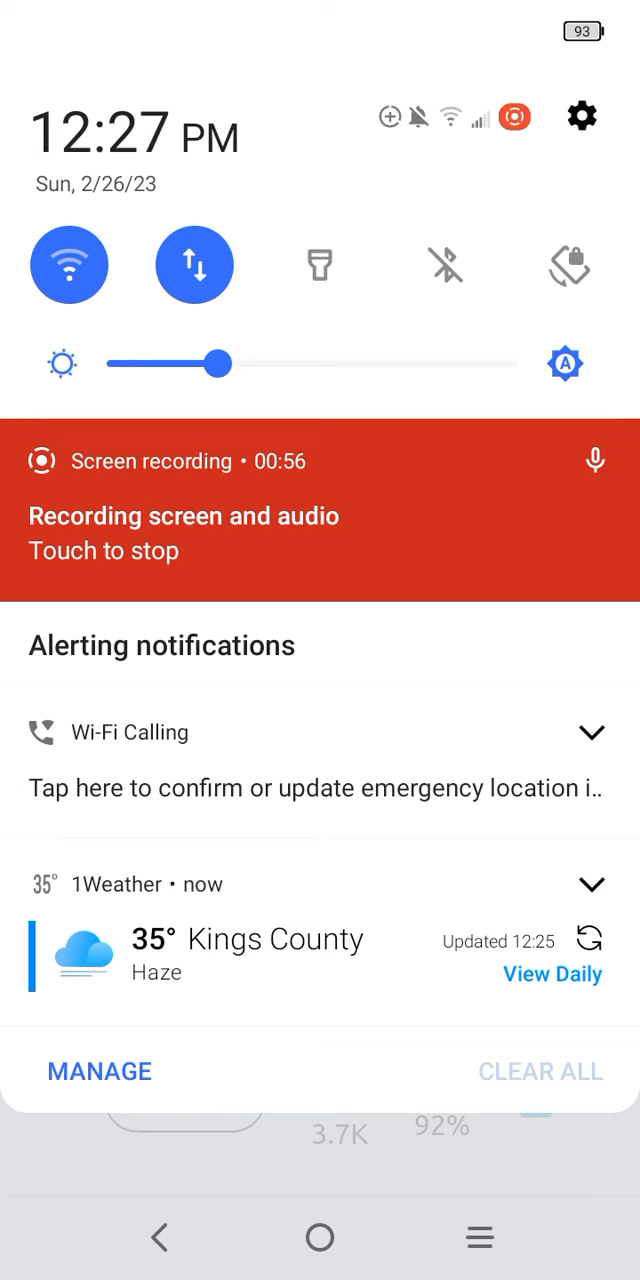 93
12:27 PM
Sun, 2/26/23
A
Screen recording • 00:56
Recording screen and audio
Touch to stop
Alerting notifications
Wi-Fi Calling
Tap here to confirm or update emergency location i..
35° 1Weather • now
35° Kings County
Updated 12:25
Haze
View Daily
MANAGE
CLEAR ALL
3.7K
92%